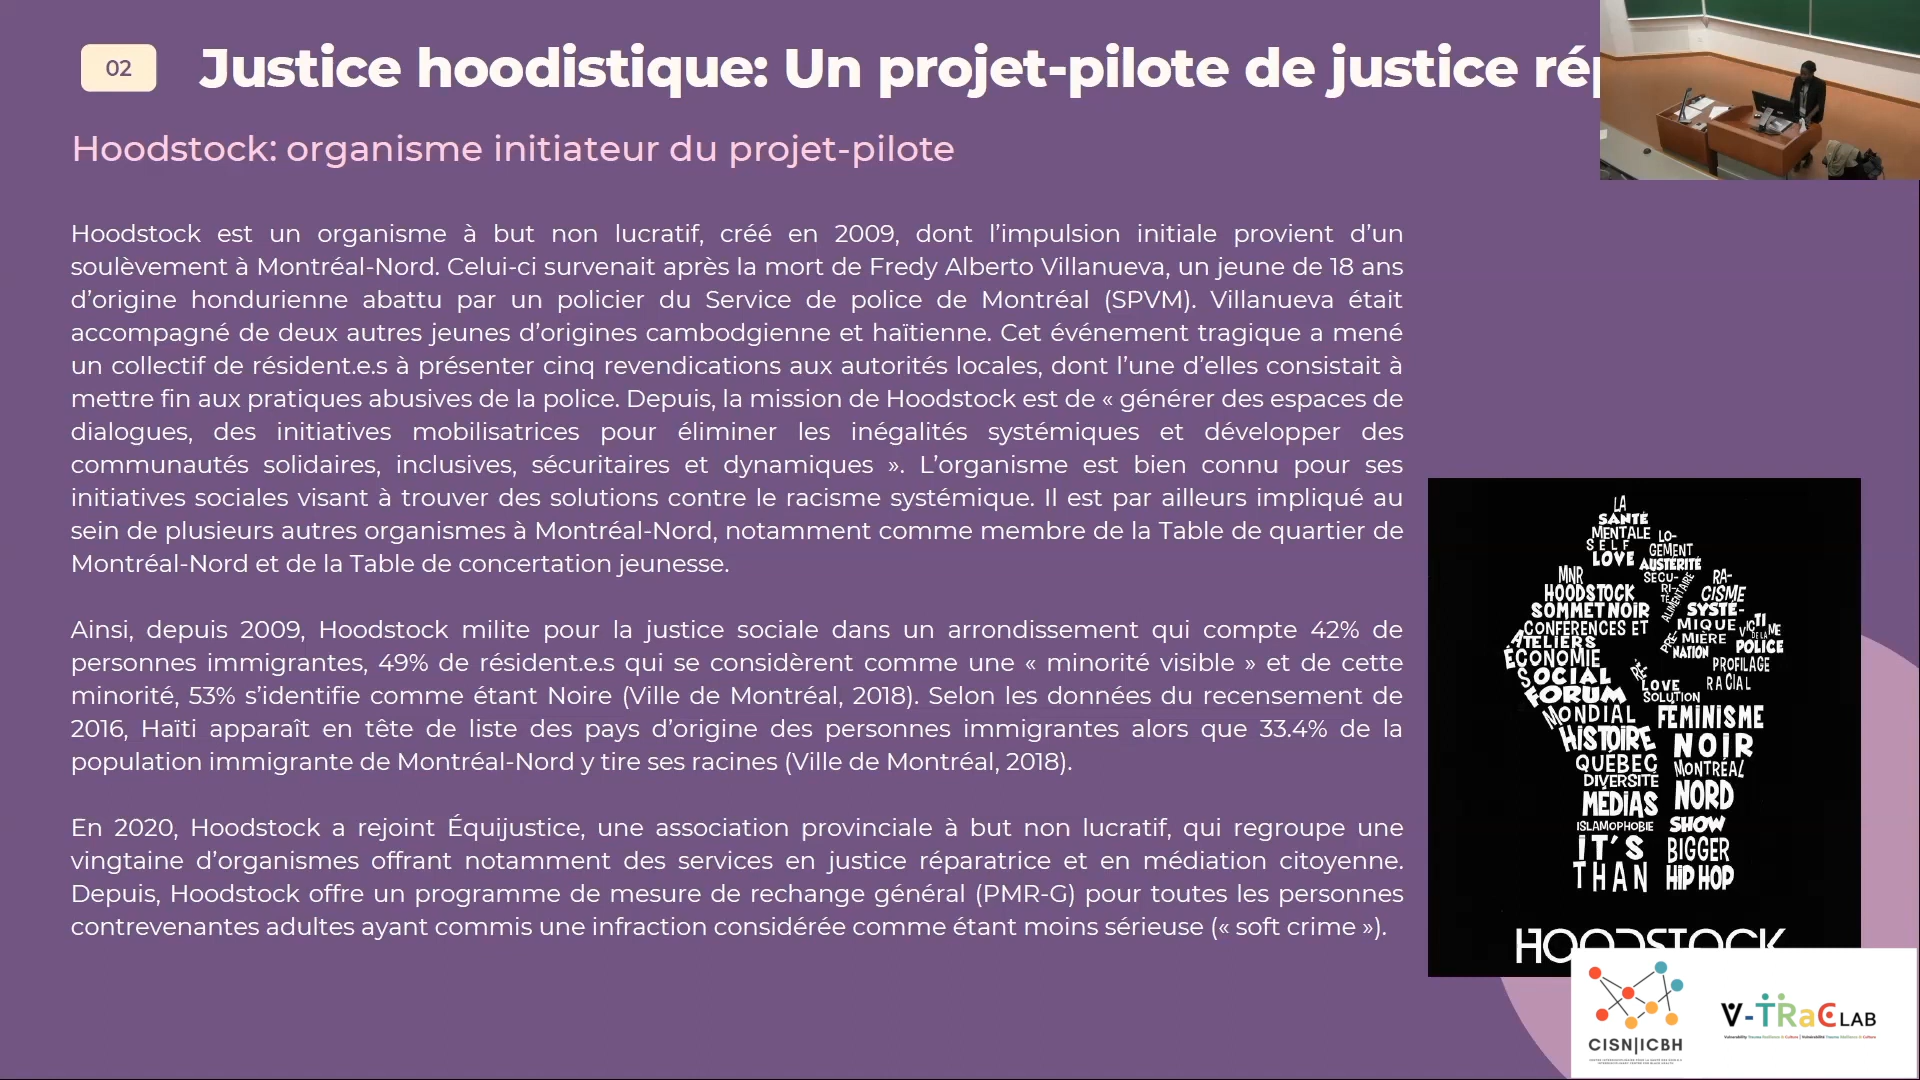 02
Justice hoodistique: Un projet-pilote de justice
Hoodstock: organisme initiateur du projet-pilote
Hoodstock est un organisme à but non lucratif, créé en 2009, dont l’impulsion initiale provient d’un
soulèvement à Montréal-Nord. Celui-ci survenait après la mort de Fredy Alberto Villanueva, un jeune de 18 ans
d’origine hondurienne abattu par un policier du Service de police de Montréal (SPVM). Villanueva était
accompagné de deux autres jeunes d’origines cambodgienne et haïtienne. Cet événement tragique a mené
un collectif de résident.e.s à présenter cinq revendications aux autorités locales, dont l’une d’elles consistait à
mettre fin aux pratiques abusives de la police. Depuis, la mission de Hoodstock est de « générer des espaces de
dialogues, des initiatives mobilisatrices pour éliminer les inégalités systémiques et développer des
communautés solidaires, inclusives, sécuritaires et dynamiques ». L’organisme est bien connu pour ses
initiatives sociales visant à trouver des solutions contre le racisme systémique. Il est par ailleurs impliqué au
sein de plusieurs autres organismes à Montréal-Nord, notamment comme membre de la Table de quartier de
Montréal-Nord et de la Table de concertation jeunesse.
Ainsi, depuis 2009, Hoodstock milite pour la justice sociale dans un arrondissement qui compte 42% de
personnes immigrantes, 49% de résident.e.s qui se considèrent comme une « minorité visible » et de cette
minorité, 53% s’identifie comme étant Noire (Ville de Montréal, 2018). Selon les données du recensement de
2016, Haïti apparaît en tête de liste des pays d’origine des personnes immigrantes alors que 33.4% de la
population immigrante de Montréal-Nord y tire ses racines (Ville de Montréal, 2018).
En 2020, Hoodstock a rejoint Équijustice, une association provinciale à but non lucratif, qui regroupe une
vingtaine d’organismes offrant notamment des services en justice réparatrice et en médiation citoyenne.
Depuis, Hoodstock offre un programme de mesure de rechange général (PMR-G) pour toutes les personnes
contrevenantes adultes ayant commis une infraction considérée comme étant moins sérieuse (« soft crime »).
LA
SANTÉ
MENTALE
SELF
LOVE
MNR
HOODSTOCK
SOMMET NOIR
CONFÉRENCES ET
ATELIERS
ÉCONOMIE
SOCIAL
FORUM
MONDIAL
HISTOIRE
QUÉBEC
DIVERSITÉ
MÉDIAS
ISLAMOPHOBIE
IT'S
THAN
LO-
GEMENT
AUSTÉRITÉ
SÉCU-
RI-
TÉ
ALIMENTAIRE
RA-
CISME
SYSTÉ-
MIQUE
PRE-
MIÈRE
NATION
VICTI
ME
DE LA
POLICE
PROFILAGE
RACIAL
LOVE
SOLUTION
FÉMINISME
NOIR
MONTRÉAL
NORD
SHOW
BIGGER
HIP HOP
HOODSTOCK
CISN|ICBH
V-TRaC LAB